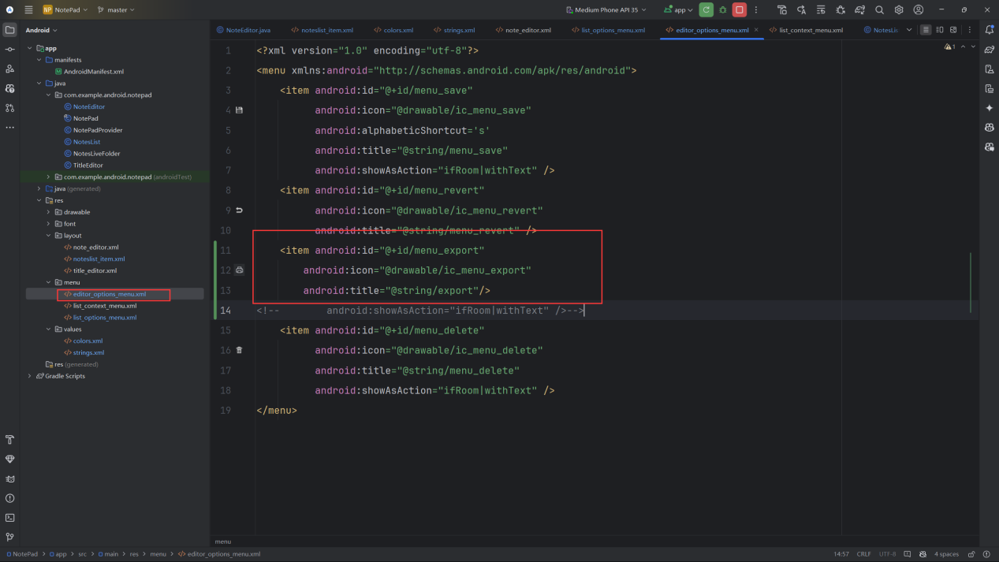 NP NotePad master Medium Phone API 35 app
Android
NoteEditor.java noteslist_item.xml colors.xml strings.xml note_editor.xml list_options_menu.xml editor_options_menu.xml list_context_menu.xml NotesLis
app
manifests
AndroidManifest.xml
java
com.example.android.notepad
NoteEditor
NotePad
NotePadProvider
NotesList
NotesLiveFolder
TitleEditor
com.example.android.notepad (androidTest)
java (generated)
res
drawable
font
layout
note_editor.xml
noteslist_item.xml
title_editor.xml
menu
editor_options_menu.xml
list_context_menu.xml
list_options_menu.xml
values
colors.xml
strings.xml
res (generated)
Gradle Scripts
1 <?xml version="1.0" encoding="utf-8"?>
2 <menu xmlns:android="http://schemas.android.com/apk/res/android">
3 <item android:id="@+id/menu_save"
4 android:icon="@drawable/ic_menu_save"
5 android:alphabeticShortcut='s'
6 android:title="@string/menu_save"
7 android:showAsAction="ifRoom|withText" />
8 <item android:id="@+id/menu_revert"
9 android:icon="@drawable/ic_menu_revert"
10 android:title="@string/menu_revert" />
11 <item android:id="@+id/menu_export"
12 android:icon="@drawable/ic_menu_export"
13 android:title="@string/export"/>
14 <!-- android:showAsAction="ifRoom|withText" />-->
15 <item android:id="@+id/menu_delete"
16 android:icon="@drawable/ic_menu_delete"
17 android:title="@string/menu_delete"
18 android:showAsAction="ifRoom|withText" />
19 </menu>
1
menu
NotePad > app > src > main > res > menu > editor_options_menu.xml 14:57 CRLF UTF-8 4 spaces